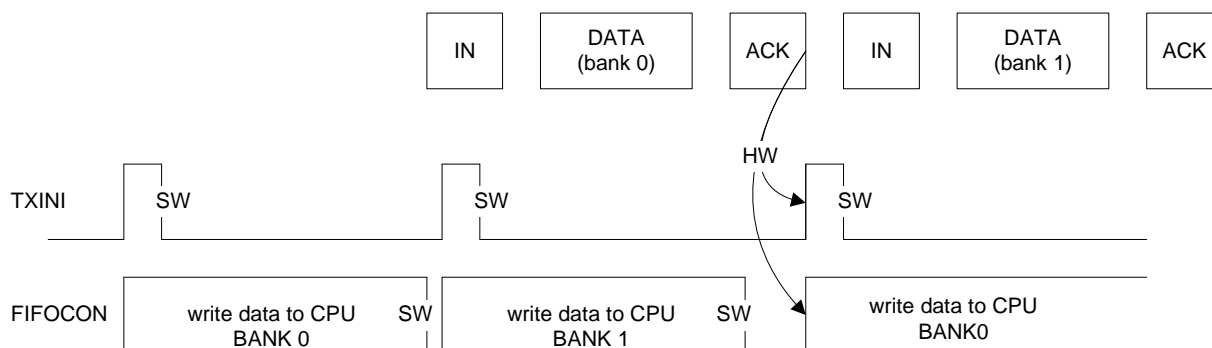 IN DATA ACK IN DATA ACK
(bank 0) (bank 1)
HW
TXINI SW SW SW
FIFOCON write data to CPU SW write data to CPU SW write data to CPU
BANK 0 BANK 1 BANK0